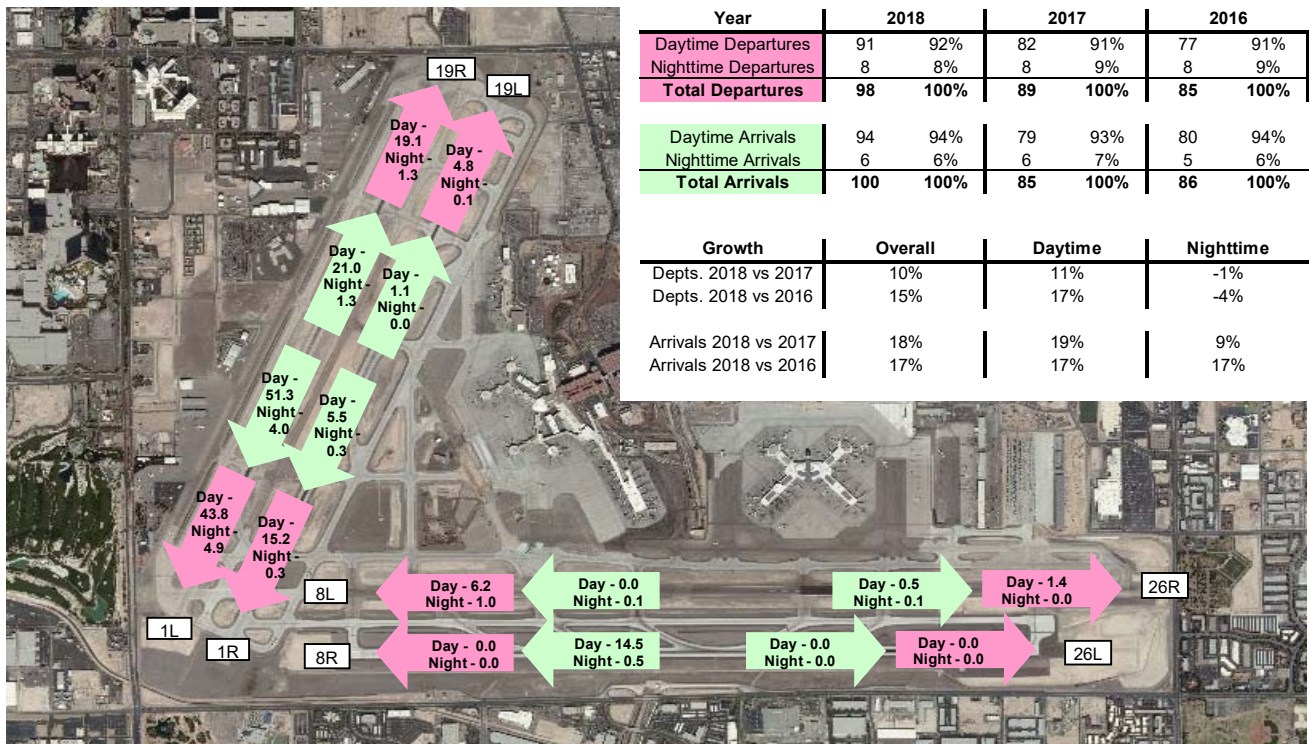 Year 2018 2017 2016
Daytime Departures 91 92% 82 91% 77 91%
Nighttime Departures 8 8% 8 9% 8 9%
Total Departures 98 100% 89 100% 85 100%
Daytime Arrivals 94 94% 79 93% 80 94%
Nighttime Arrivals 6 6% 6 7% 5 6%
Total Arrivals 100 100% 85 100% 86 100%
Growth Overall Daytime Nighttime
Depts. 2018 vs 2017 10% 11% -1%
Depts. 2018 vs 2016 15% 17% -4%
Arrivals 2018 vs 2017 18% 19% 9%
Arrivals 2018 vs 2016 17% 17% 17%
19R
19L
Day -
19.1
Night -
1.3
Day -
4.8
Night -
0.1
Day -
21.0
Night -
1.3
Day -
1.1
Night -
0.0
Day -
51.3
Night -
4.0
Day -
5.5
Night -
0.3
Day -
43.8
Night -
4.9
Day -
15.2
Night -
0.3
8L
1L
1R
8R
Day - 6.2
Night - 1.0
Day - 0.0
Night - 0.1
Day - 0.5
Night - 0.1
Day - 1.4
Night - 0.0
26R
Day - 0.0
Night - 0.0
Day - 14.5
Night - 0.5
Day - 0.0
Night - 0.0
Day - 0.0
Night - 0.0
26L